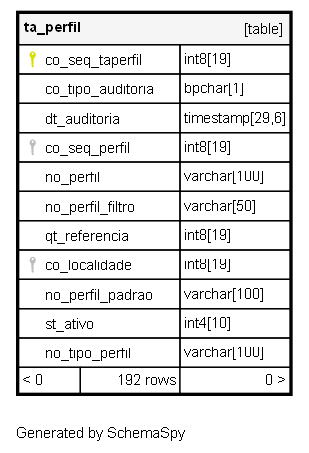 ta_perfil [table]
co_seq_taperfil int8[19]
co_tipo_auditoria bpchar[1]
dt_auditoria timestamp[29,6]
co_seq_perfil int8[19]
no_perfil varchar[100]
no_perfil_filtro varchar[50]
qt_referencia int8[19]
co_localidade int8[19]
no_perfil_padrao varchar[100]
st_ativo int4[10]
no_tipo_perfil varchar[100]
< 0 192 rows 0 >
Generated by SchemaSpy